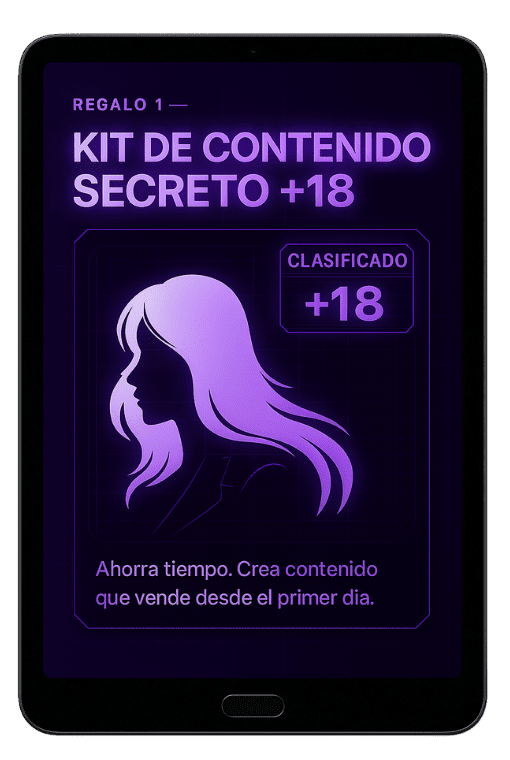 REGALO 1 —
KIT DE CONTENIDO
SECRETO +18
CLASIFICADO
+18
Ahorra tiempo. Crea contenido
que vende desde el primer dia.